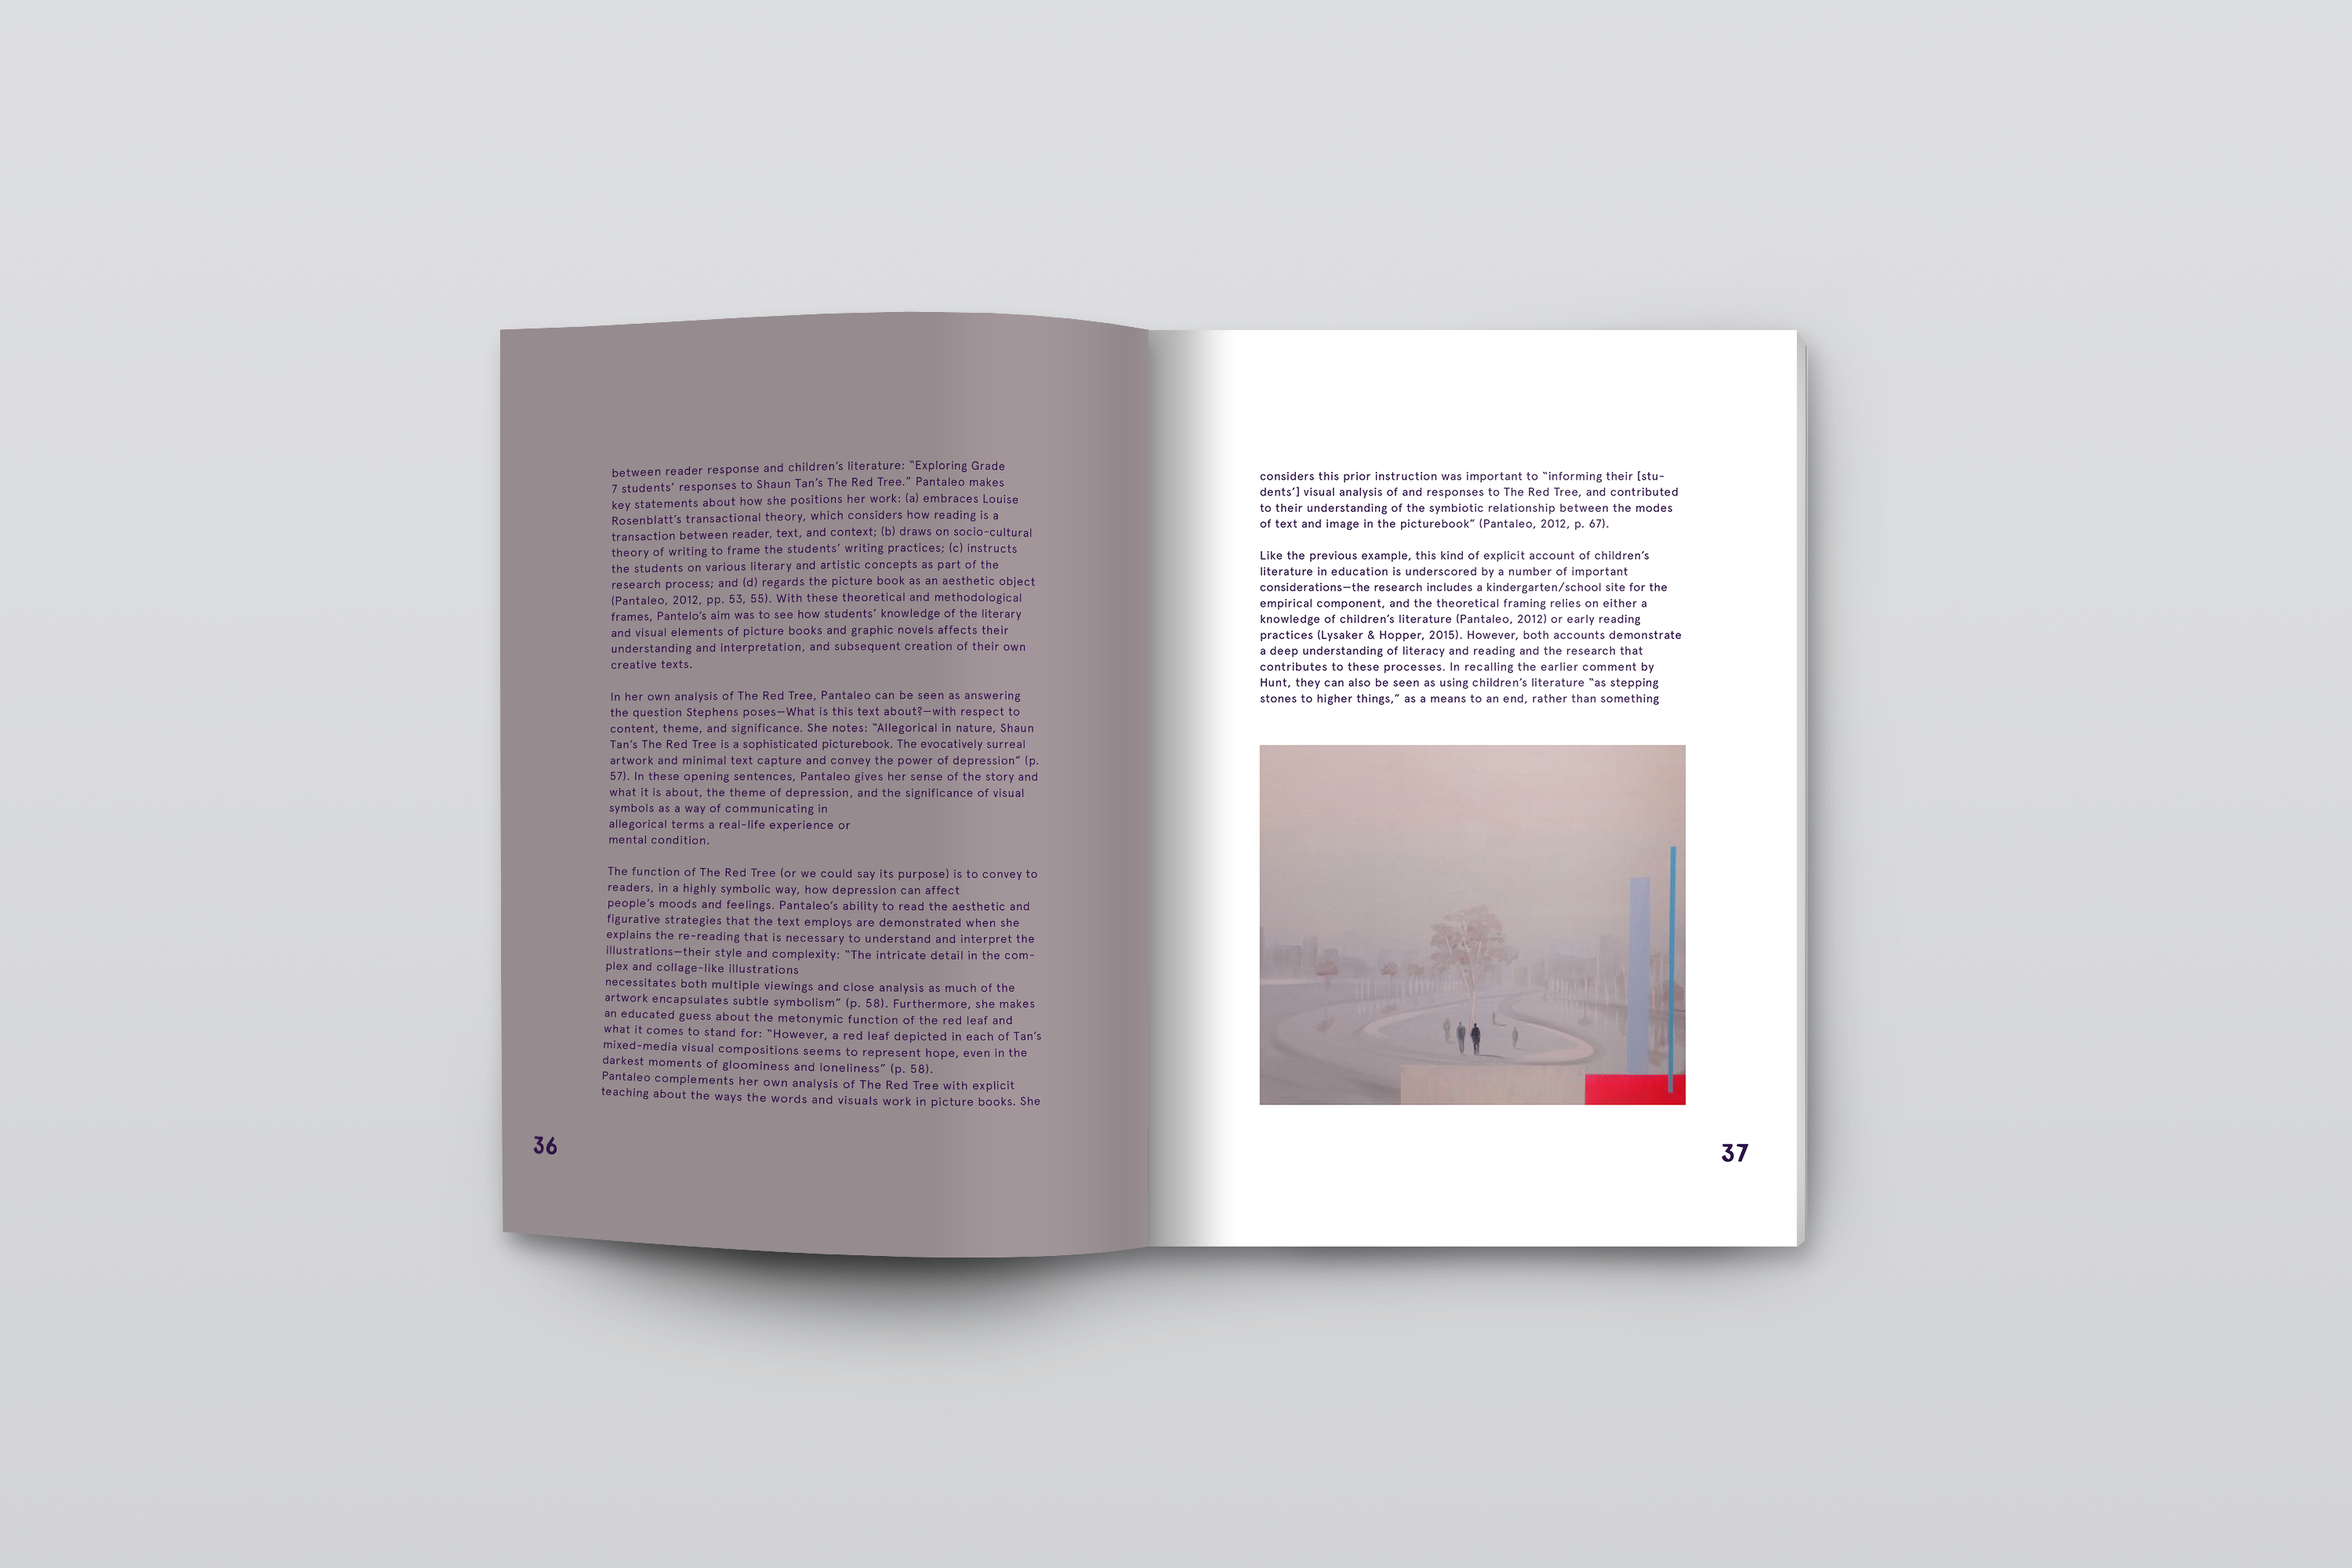 between reader response and children’s literature: “Exploring Grade
7 students’ responses to Shaun Tan’s The Red Tree.” Pantaleo makes
key statements about how she positions her work: (a) embraces Louise
Rosenblatt’s transactional theory, which considers how reading is a
transaction between reader, text, and context; (b) draws on socio-cultural
theory of writing to frame the students’ writing practices; (c) instructs
the students on various literary and artistic concepts as part of the
research process; and (d) regards the picture book as an aesthetic object
(Pantaleo, 2012, pp. 53, 55). With these theoretical and methodological
frames, Pantelo’s aim was to see how students’ knowledge of the literary
and visual elements of picture books and graphic novels affects their
understanding and interpretation, and subsequent creation of their own
creative texts.
In her own analysis of The Red Tree, Pantaleo can be seen as answering
the question Stephens poses—What is this text about?—with respect to
content, theme, and significance. She notes: “Allegorical in nature, Shaun
Tan’s The Red Tree is a sophisticated picturebook. The evocatively surreal
artwork and minimal text capture and convey the power of depression” (p.
57). In these opening sentences, Pantaleo gives her sense of the story and
what it is about, the theme of depression, and the significance of visual
symbols as a way of communicating in
allegorical terms a real-life experience or
mental condition.
The function of The Red Tree (or we could say its purpose) is to convey to
readers, in a highly symbolic way, how depression can affect
people’s moods and feelings. Pantaleo’s ability to read the aesthetic and
figurative strategies that the text employs are demonstrated when she
explains the re-reading that is necessary to understand and interpret the
illustrations—their style and complexity: “The intricate detail in the com-
plex and collage-like illustrations
necessitates both multiple viewings and close analysis as much of the
artwork encapsulates subtle symbolism” (p. 58). Furthermore, she makes
an educated guess about the metonymic function of the red leaf and
what it comes to stand for: “However, a red leaf depicted in each of Tan’s
mixed-media visual compositions seems to represent hope, even in the
darkest moments of gloominess and loneliness” (p. 58).
Pantaleo complements her own analysis of The Red Tree with explicit
teaching about the ways the words and visuals work in picture books. She
36
considers this prior instruction was important to “informing their [stu-
dents’] visual analysis of and responses to The Red Tree, and contributed
to their understanding of the symbiotic relationship between the modes
of text and image in the picturebook” (Pantaleo, 2012, p. 67).
Like the previous example, this kind of explicit account of children’s
literature in education is underscored by a number of important
considerations—the research includes a kindergarten/school site for the
empirical component, and the theoretical framing relies on either a
knowledge of children’s literature (Pantaleo, 2012) or early reading
practices (Lysaker & Hopper, 2015). However, both accounts demonstrate
a deep understanding of literacy and reading and the research that
contributes to these processes. In recalling the earlier comment by
Hunt, they can also be seen as using children’s literature “as stepping
stones to higher things,” as a means to an end, rather than something
37